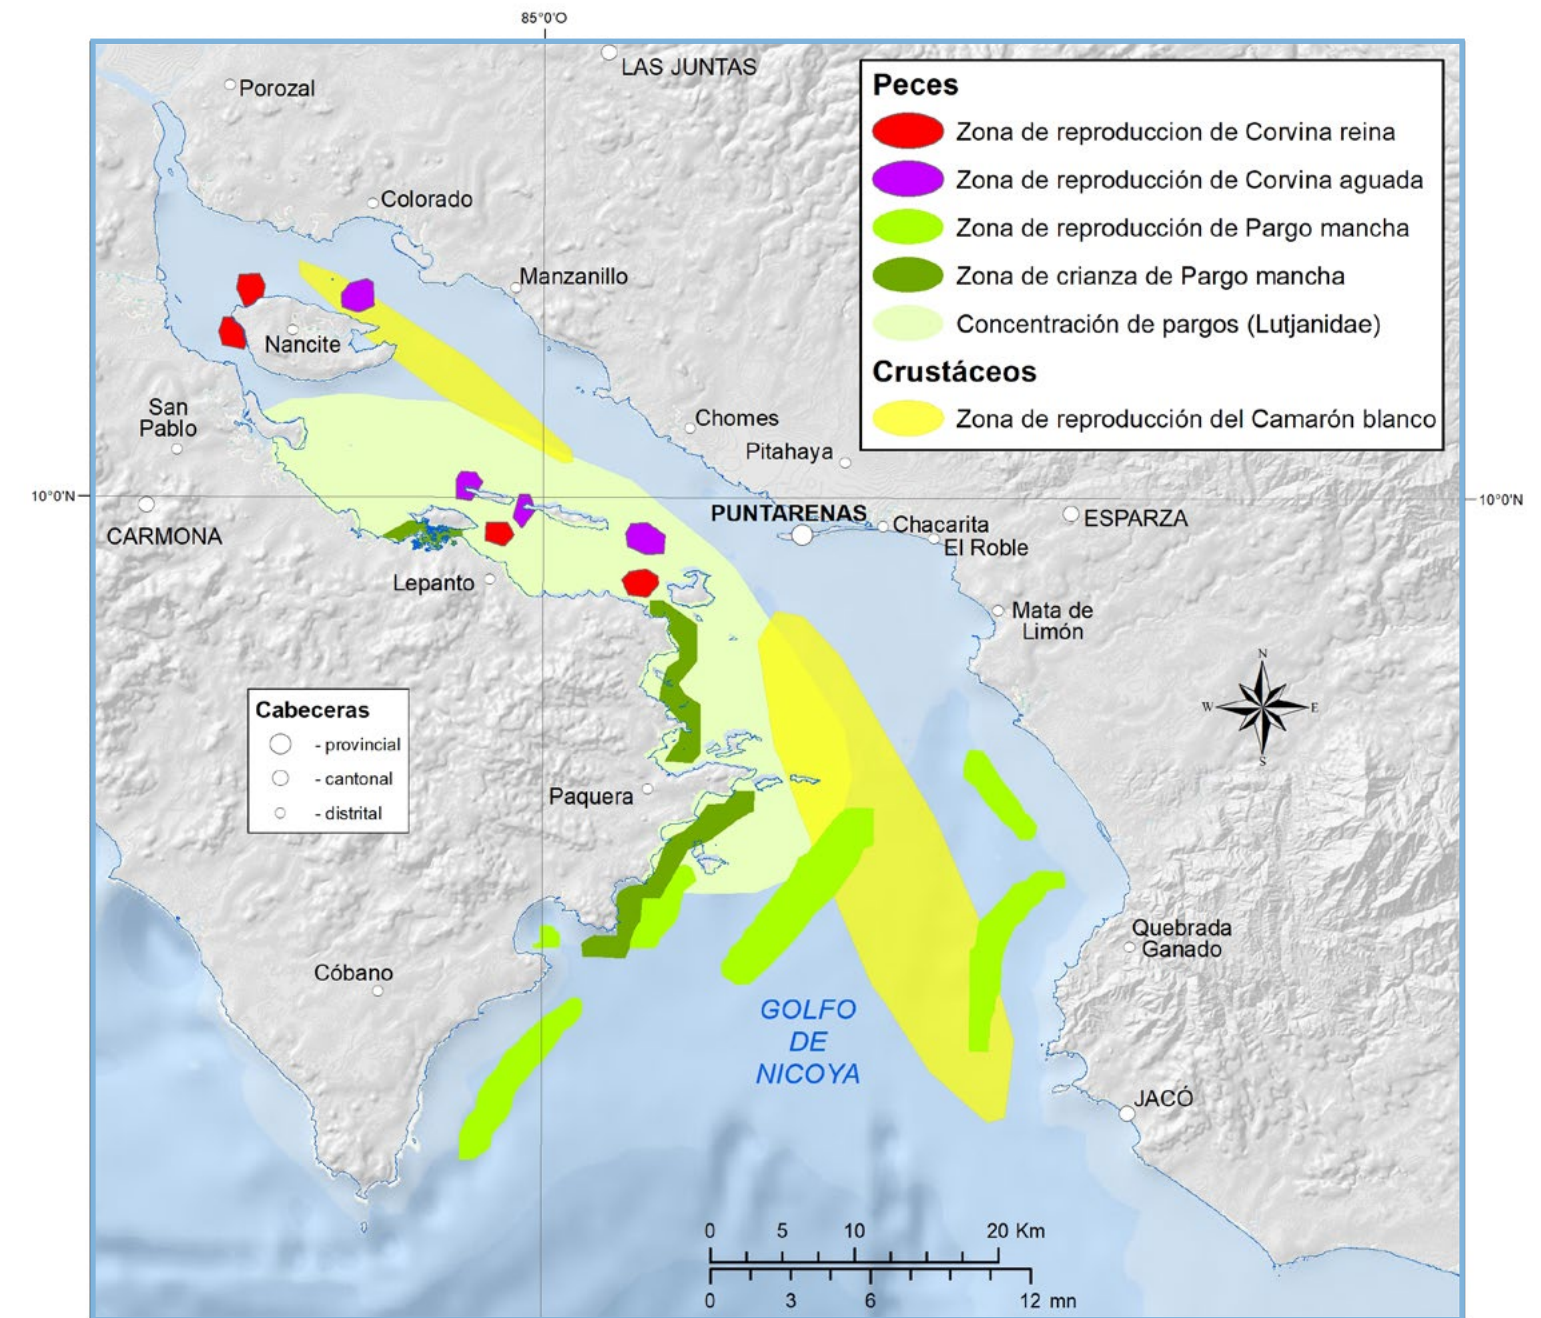 85°0'O
LAS JUNTAS
Porozal
Peces
Zona de reproduccion de Corvina reina
Zona de reproducción de Corvina aguada
Zona de reproducción de Pargo mancha
Zona de crianza de Pargo mancha
Concentración de pargos (Lutjanidae)
Crustáceos
Zona de reproducción del Camarón blanco
Colorado
Manzanillo
Nancite
San
Pablo
Chomes
Pitahaya
10°0'N
10°0'N
CARMONA
PUNTARENAS
Chacarita
El Roble
ESPARZA
Lepanto
Mata de
Limón
N
W
E
S
Cabeceras
- provincial
- cantonal
- distrital
Paquera
Quebrada
Ganado
Cóbano
GOLFO
DE
NICOYA
JACÓ
0 5 10 20 Km
0 3 6 12 mn